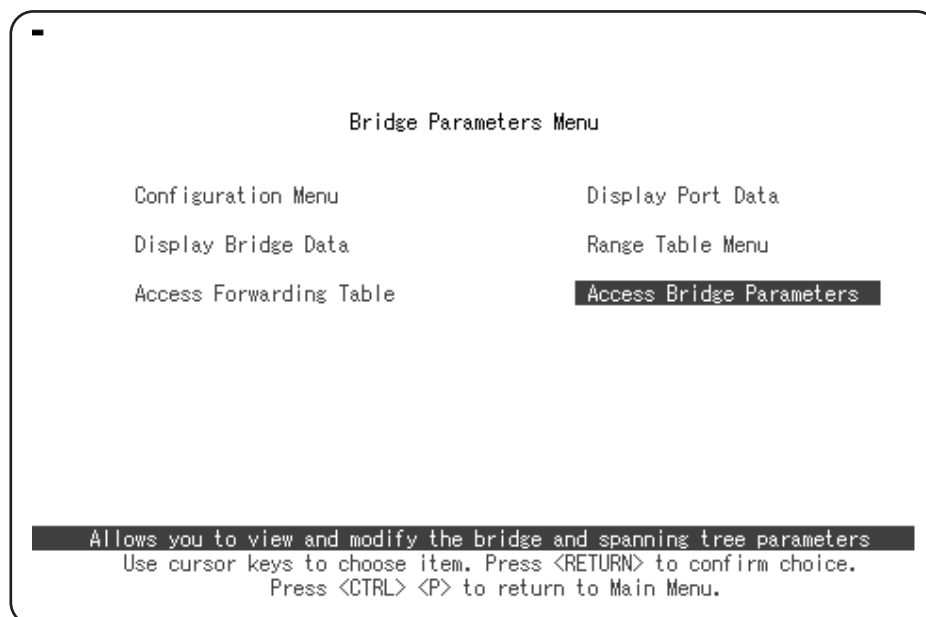 Bridge Parameters Menu
Configuration Menu Display Port Data
Display Bridge Data Range Table Menu
Access Forwarding Table Access Bridge Parameters
Allows you to view and modify the bridge and spanning tree parameters
Use cursor keys to choose item. Press <RETURN> to confirm choice.
Press <CTRL> <P> to return to Main Menu.